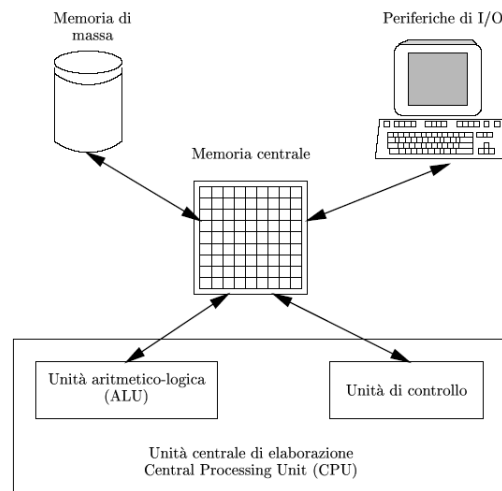 Memoria di
massa
Periferiche di I/O
Memoria centrale
Unità aritmetico-logica
(ALU)
Unità di controllo
Unità centrale di elaborazione
Central Processing Unit (CPU)